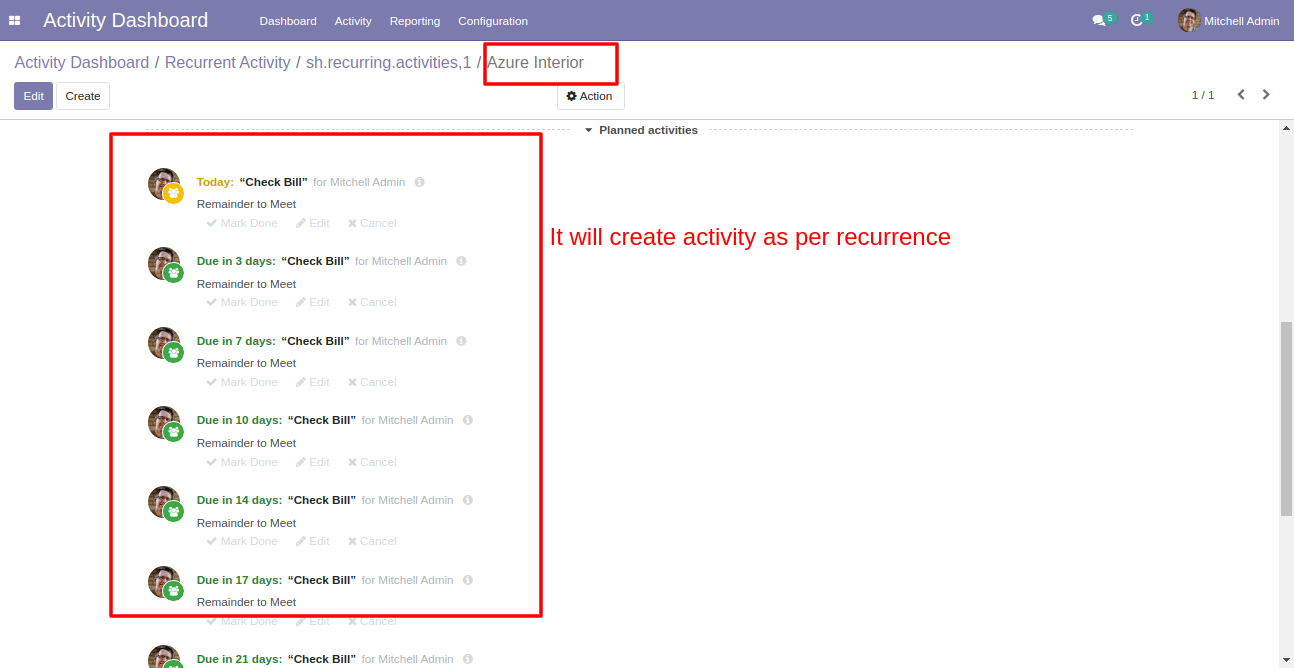 Activity Dashboard Dashboard Activity Reporting Configuration 5 1 Mitchell Admin
Activity Dashboard / Recurrent Activity / sh.recurring.activities,1 / Azure Interior
Edit Create Action 1 / 1
Planned activities
Today: “Check Bill” for Mitchell Admin
Remainder to Meet
Mark Done Edit Cancel
It will create activity as per recurrence
Due in 3 days: “Check Bill” for Mitchell Admin
Remainder to Meet
Mark Done Edit Cancel
Due in 7 days: “Check Bill” for Mitchell Admin
Remainder to Meet
Mark Done Edit Cancel
Due in 10 days: “Check Bill” for Mitchell Admin
Remainder to Meet
Mark Done Edit Cancel
Due in 14 days: “Check Bill” for Mitchell Admin
Remainder to Meet
Mark Done Edit Cancel
Due in 17 days: “Check Bill” for Mitchell Admin
Remainder to Meet
Mark Done Edit Cancel
Due in 21 days: “Check Bill” for Mitchell Admin